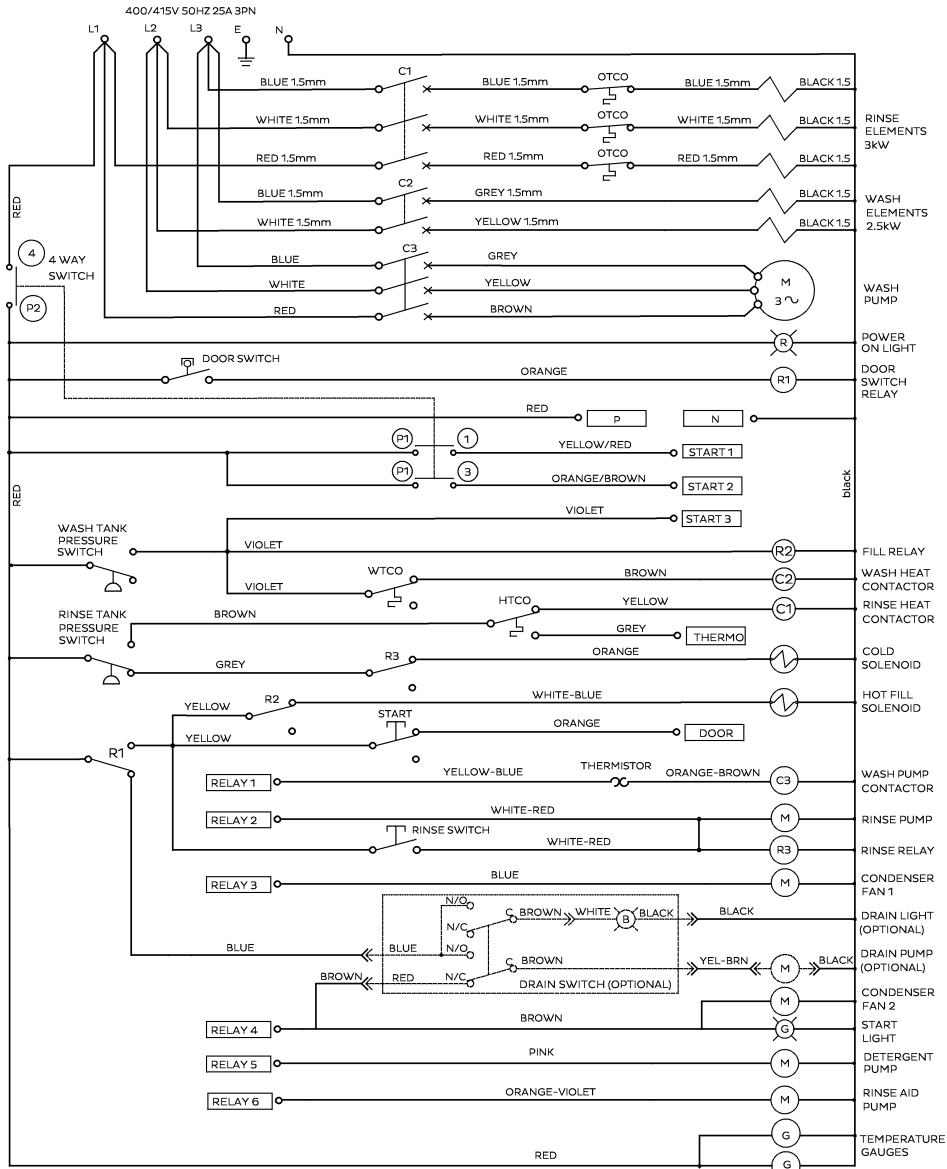 400/415V 50HZ 25A 3PN
L1
L2
L3
E
N
BLUE 1.5mm
C1
BLUE 1.5mm
OTCO
BLUE 1.5mm
BLACK 1.5
WHITE 1.5mm
WHITE 1.5mm
OTCO
WHITE 1.5mm
BLACK 1.5
RINSE
ELEMENTS
3kW
RED 1.5mm
RED 1.5mm
OTCO
RED 1.5mm
BLACK 1.5
RED
BLUE 1.5mm
C2
GREY 1.5mm
BLACK 1.5
WHITE 1.5mm
YELLOW 1.5mm
BLACK 1.5
WASH
ELEMENTS
2.5kW
4
4 WAY
SWITCH
P2
BLUE
C3
GREY
WHITE
YELLOW
RED
BROWN
M
3
WASH
PUMP
R
POWER
ON LIGHT
DOOR SWITCH
ORANGE
R1
DOOR
SWITCH
RELAY
RED
P
N
P1
1
YELLOW/RED
START 1
P1
3
ORANGE/BROWN
START 2
RED
black
VIOLET
START 3
WASH TANK
PRESSURE
SWITCH
VIOLET
R2
FILL RELAY
VIOLET
WTCO
BROWN
C2
WASH HEAT
CONTACTOR
RINSE TANK
PRESSURE
SWITCH
BROWN
HTCO
YELLOW
C1
RINSE HEAT
CONTACTOR
GREY
THERMO
GREY
R3
ORANGE
COLD
SOLENOID
YELLOW
R2
WHITE-BLUE
HOT FILL
SOLENOID
R1
YELLOW
START
ORANGE
DOOR
RELAY 1
YELLOW-BLUE
THERMISTOR
ORANGE-BROWN
C3
WASH PUMP
CONTACTOR
RELAY 2
WHITE-RED
M
RINSE PUMP
RINSE SWITCH
WHITE-RED
R3
RINSE RELAY
RELAY 3
BLUE
M
CONDENSER
FAN 1
N/O
N/C
C
BROWN
WHITE
B
BLACK
BLACK
DRAIN LIGHT
(OPTIONAL)
BLUE
BLUE
N/O
BROWN
RED
N/C
C
BROWN
YEL-BRN
M
BLACK
DRAIN PUMP
(OPTIONAL)
DRAIN SWITCH (OPTIONAL)
M
CONDENSER
FAN 2
RELAY 4
BROWN
G
START
LIGHT
RELAY 5
PINK
M
DETERGENT
PUMP
RELAY 6
ORANGE-VIOLET
M
RINSE AID
PUMP
G
TEMPERATURE
GAUGES
RED
G